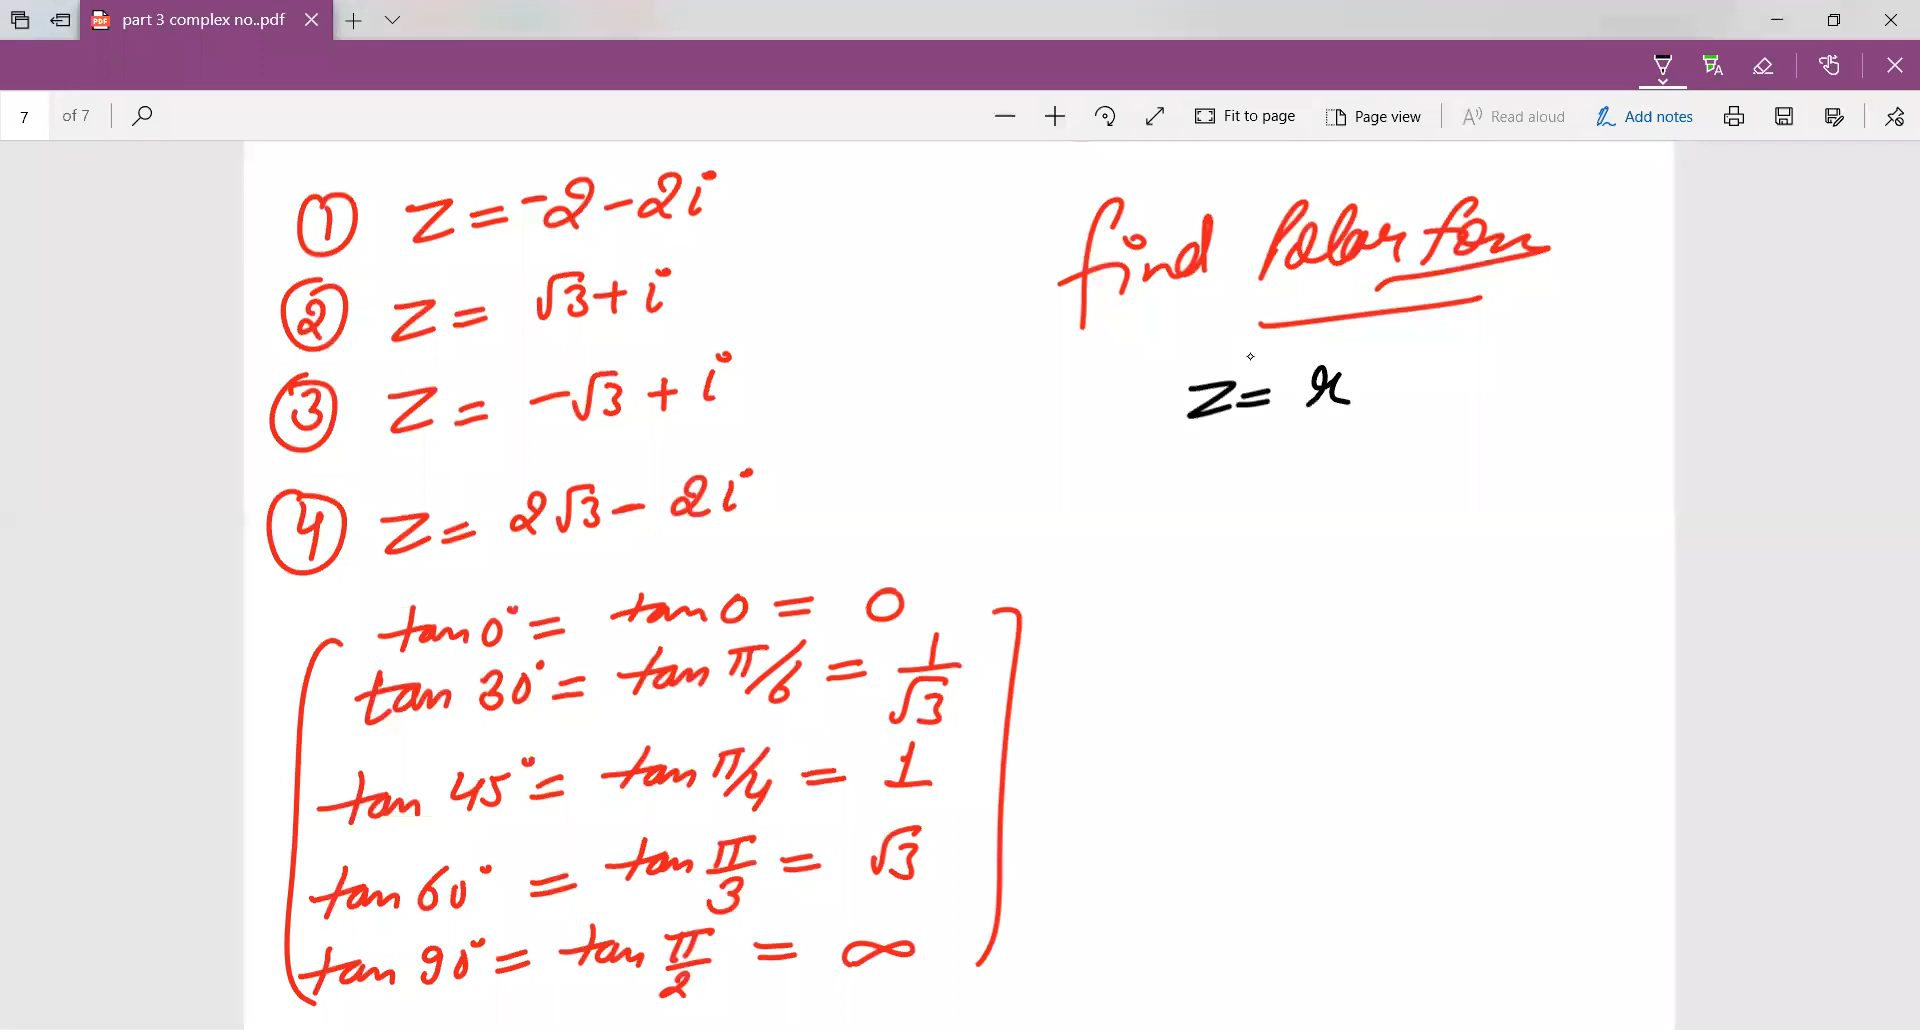 part 3 complex no..pdf
7 of 7
Fit to page
Page view
Read aloud
Add notes
① z = -2 - 2i
② z = √3 + i
③ z = -√3 + i
④ z = 2√3 - 2i
find Polar form
z = r
tan 0° = tan 0 = 0
tan 30° = tan π/6 = 1/√3
tan 45° = tan π/4 = 1
tan 60° = tan π/3 = √3
tan 90° = tan π/2 = ∞